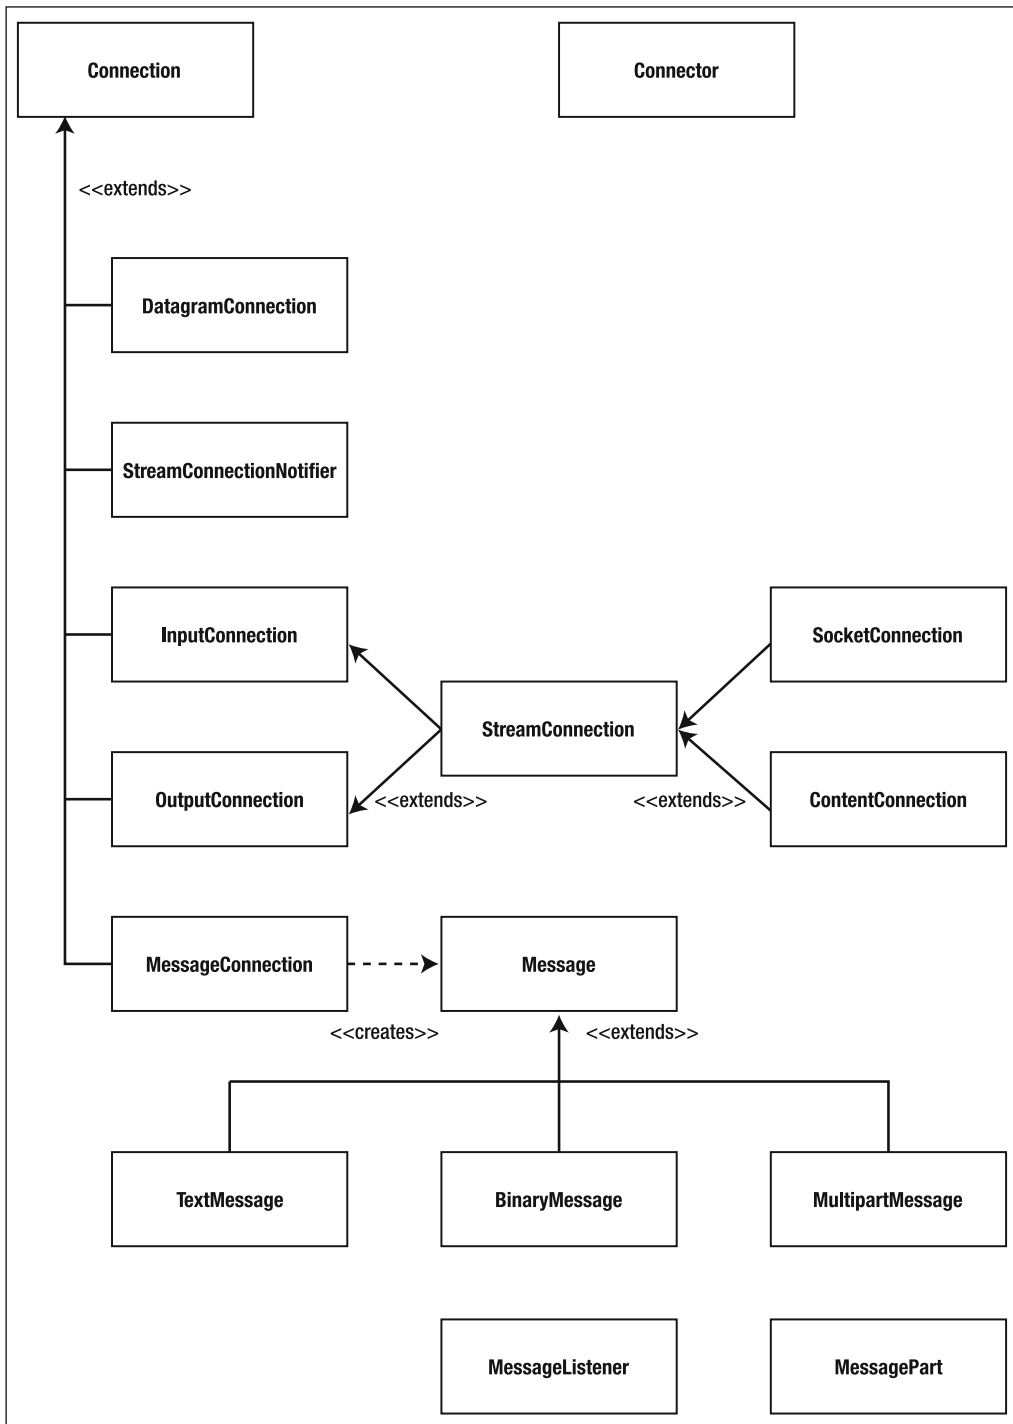 Connection
Connector
<<extends>>
DatagramConnection
StreamConnectionNotifier
InputConnection
SocketConnection
StreamConnection
OutputConnection
<<extends>>
<<extends>>
ContentConnection
MessageConnection
Message
<<creates>>
<<extends>>
TextMessage
BinaryMessage
MultipartMessage
MessageListener
MessagePart